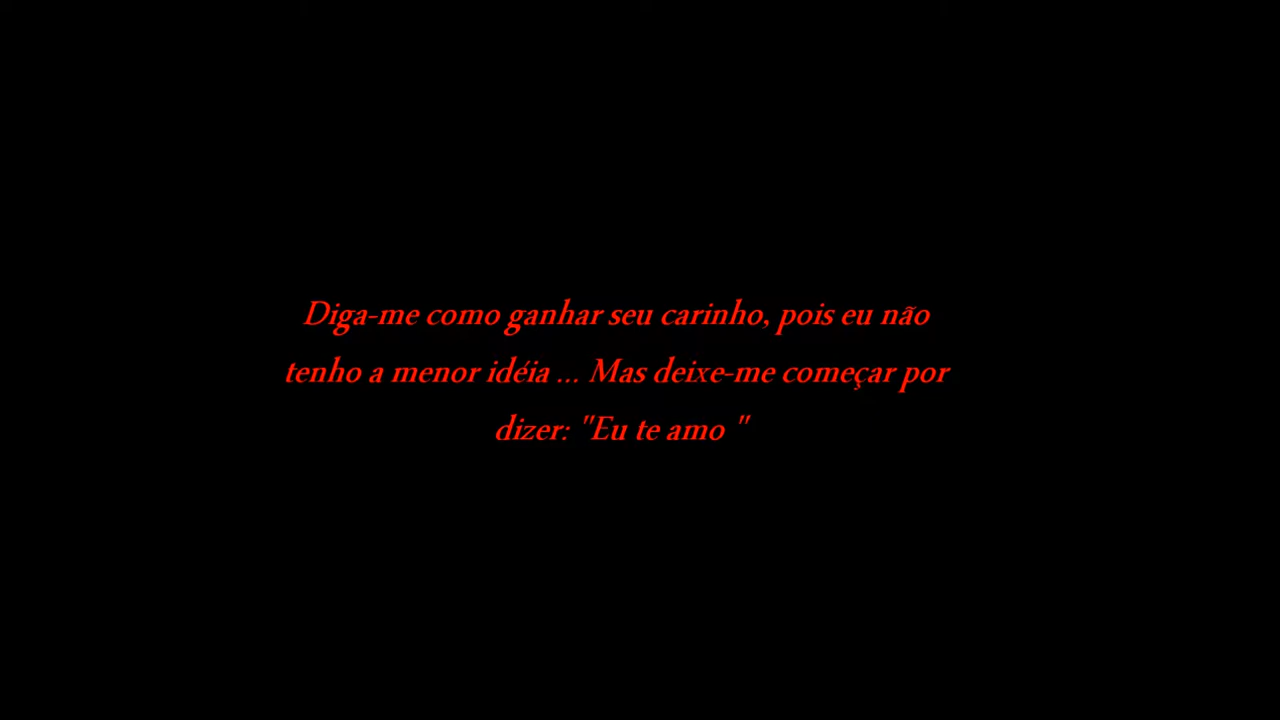 Diga-me como ganhar seu carinho, pois eu não
tenho a menor idéia ... Mas deixe-me começar por
dizer: "Eu te amo "